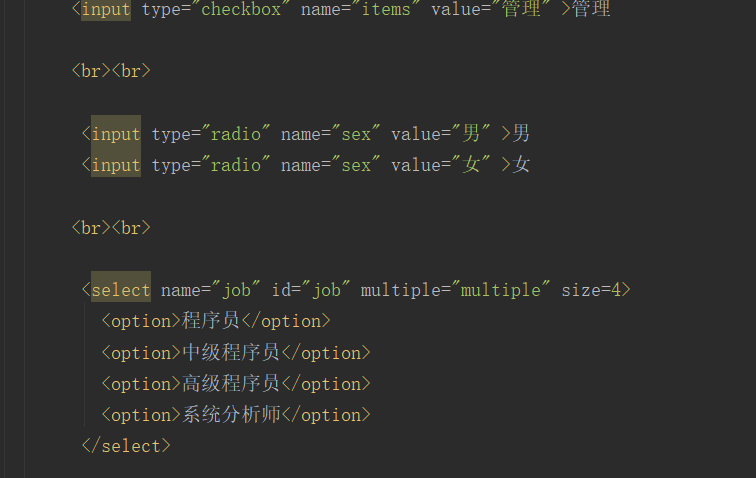 <input type="checkbox" name="items" value="管理" >管理
<br><br>
<input type="radio" name="sex" value="男" >男
<input type="radio" name="sex" value="女" >女
<br><br>
<select name="job" id="job" multiple="multiple" size=4>
<option>程序员</option>
<option>中级程序员</option>
<option>高级程序员</option>
<option>系统分析师</option>
</select>